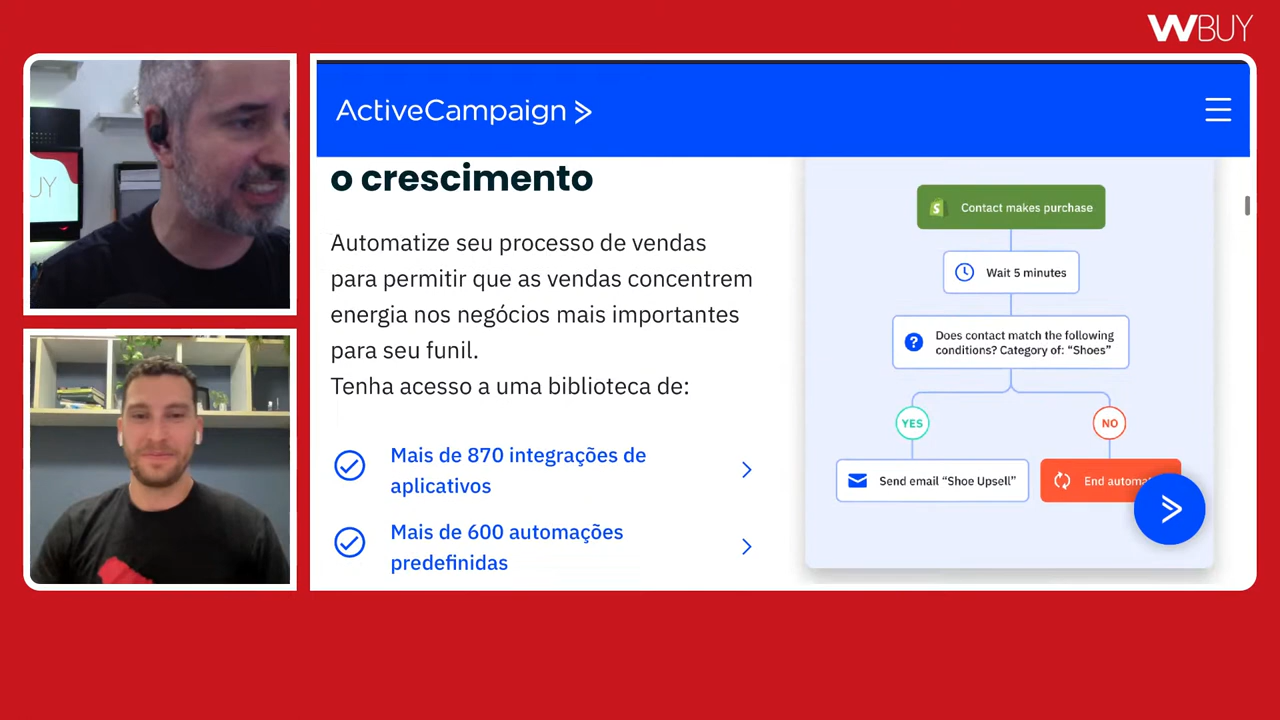 WBUY
UY
ActiveCampaign
o crescimento
Automatize seu processo de vendas
para permitir que as vendas concentrem
energia nos negócios mais importantes
para seu funil.
Tenha acesso a uma biblioteca de:
Mais de 870 integrações de
aplicativos
Mais de 600 automações
predefinidas
Contact makes purchase
Wait 5 minutes
Does contact match the following
conditions? Category of: “Shoes”
YES
NO
Send email “Shoe Upsell”
End automa